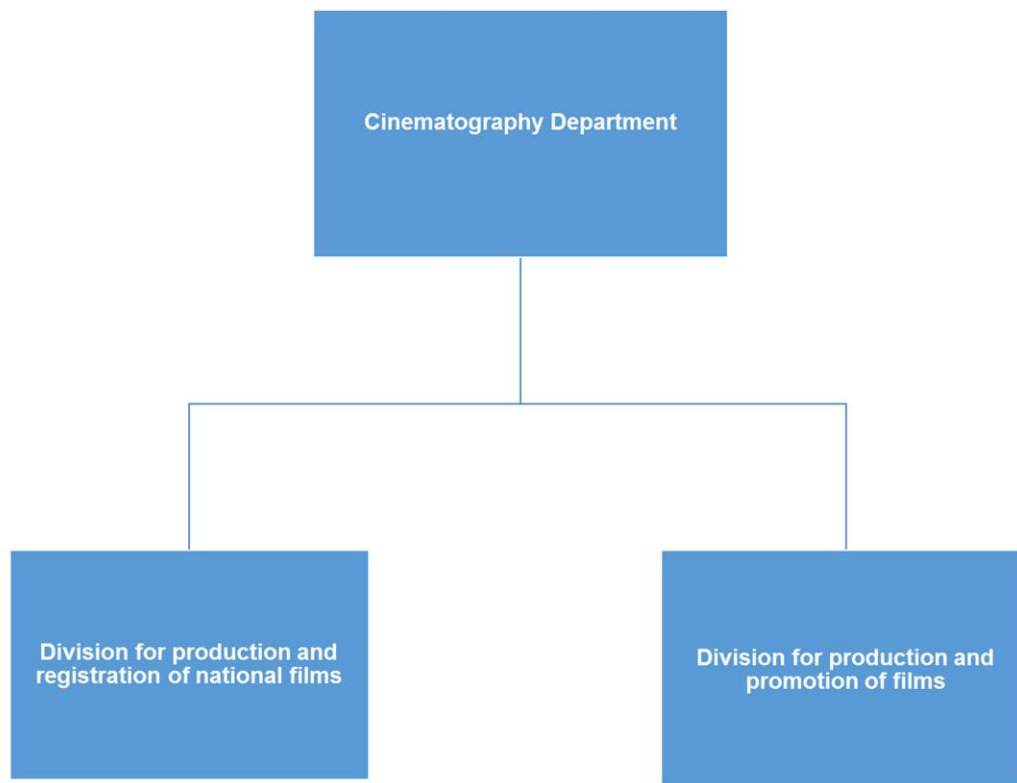 Cinematography Department
Division for production and
registration of national films
Division for production and
promotion of films